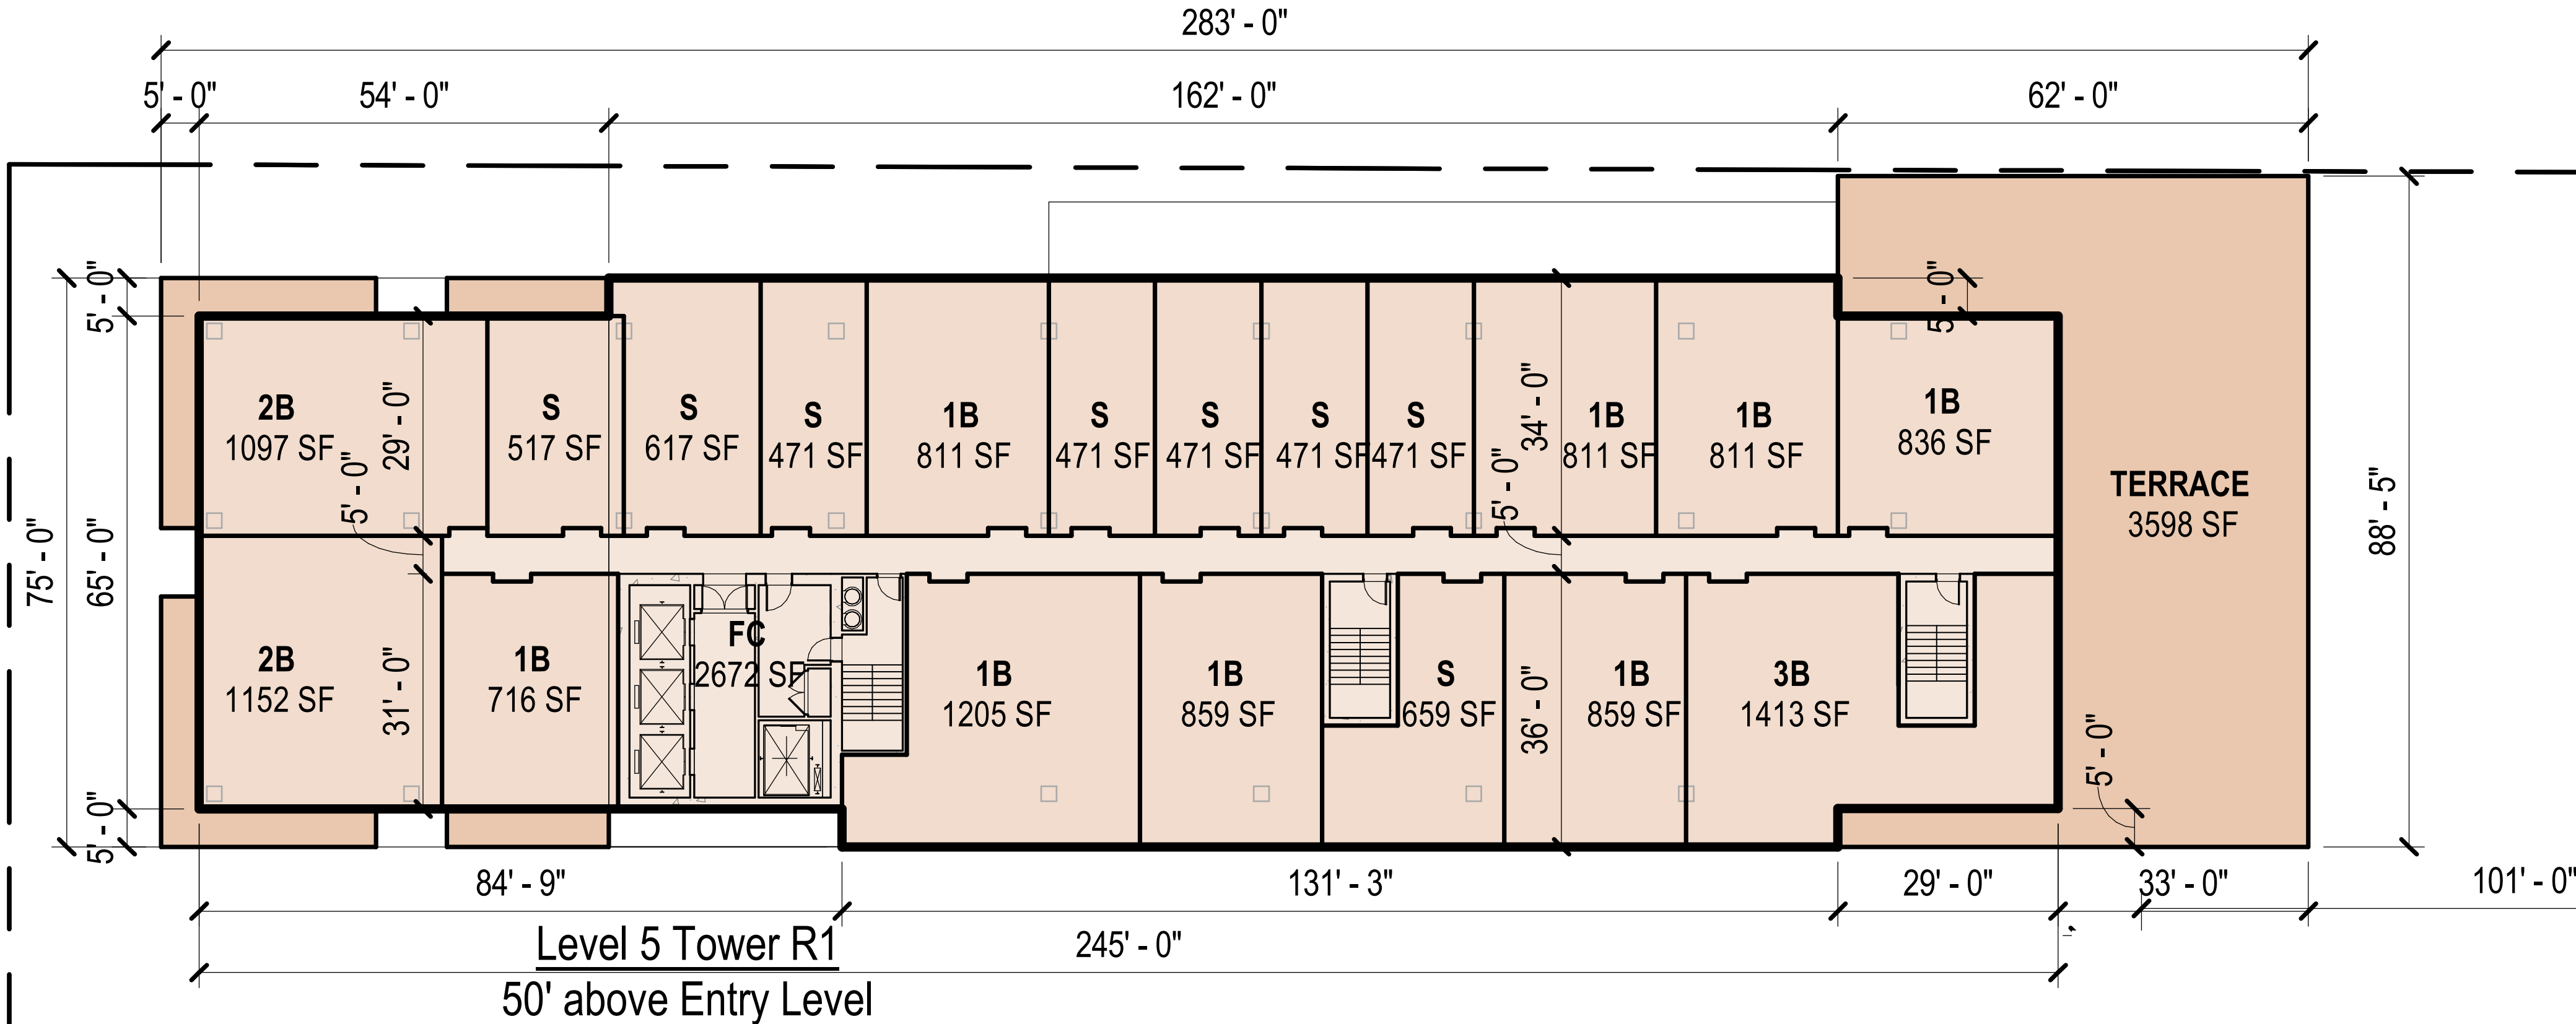 283' - 0"
5' - 0"
54' - 0"
162' - 0"
62' - 0"
5' - 0"
5' - 0"
2B
1097 SF
29' - 0"
5' - 0"
S
517 SF
S
617 SF
S
471 SF
1B
811 SF
S
471 SF
S
471 SF
S
471 SF
S
471 SF
5' - 0"
34' - 0"
1B
811 SF
1B
811 SF
1B
836 SF
TERRACE
3598 SF
88' - 5"
75' - 0"
65' - 0"
2B
1152 SF
31' - 0"
1B
716 SF
FC
2672 SF
1B
1205 SF
1B
859 SF
S
659 SF
36' - 0"
1B
859 SF
3B
1413 SF
5' - 0"
5' - 0"
84' - 9"
131' - 3"
29' - 0"
33' - 0"
101' - 0"
Level 5 Tower R1
245' - 0"
50' above Entry Level